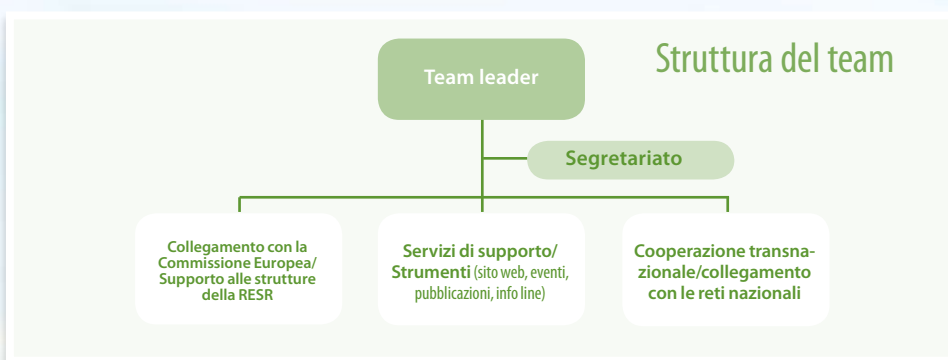 Struttura del team
Team leader
Segretariato
Collegamento con la
Commissione Europea/
Supporto alle strutture
della RESR
Servizi di supporto/
Strumenti (sito web, eventi,
pubblicazioni, info line)
Cooperazione transna-
zionale/collegamento
con le reti nazionali